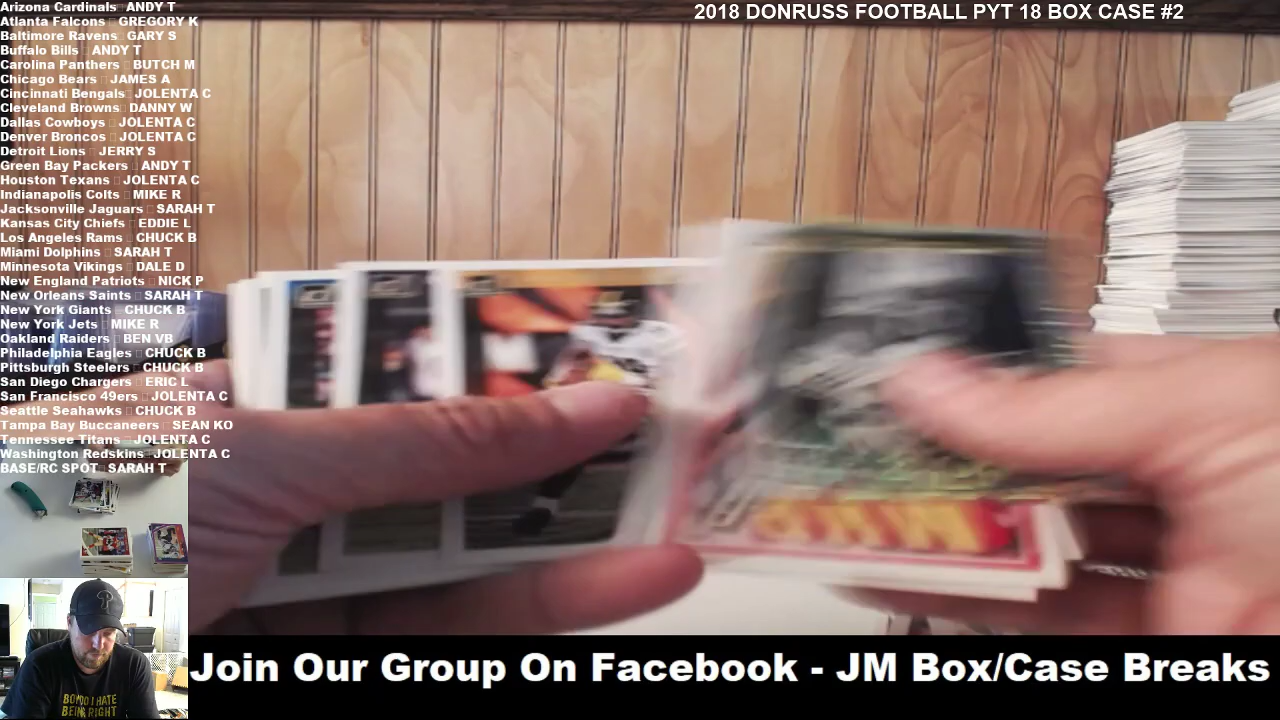 2018 DONRUSS FOOTBALL PYT 18 BOX CASE #2
Arizona Cardinals ANDY T
Atlanta Falcons GREGORY K
Baltimore Ravens GARY S
Buffalo Bills ANDY T
Carolina Panthers BUTCH M
Chicago Bears JAMES A
Cincinnati Bengals JOLENTA C
Cleveland Browns DANNY W
Dallas Cowboys JOLENTA C
Denver Broncos JOLENTA C
Detroit Lions JERRY S
Green Bay Packers ANDY T
Houston Texans JOLENTA C
Indianapolis Colts MIKE R
Jacksonville Jaguars SARAH T
Kansas City Chiefs EDDIE L
Los Angeles Rams CHUCK B
Miami Dolphins SARAH T
Minnesota Vikings DALE D
New England Patriots NICK P
New Orleans Saints SARAH T
New York Giants CHUCK B
New York Jets MIKE R
Oakland Raiders BEN VB
Philadelphia Eagles CHUCK B
Pittsburgh Steelers CHUCK B
San Diego Chargers ERIC L
San Francisco 49ers JOLENTA C
Seattle Seahawks CHUCK B
Tampa Bay Buccaneers SEAN KO
Tennessee Titans JOLENTA C
Washington Redskins JOLENTA C
BASE/RC SPOT SARAH T
BEING RIGHT
Join Our Group On Facebook - JM Box/Case Breaks